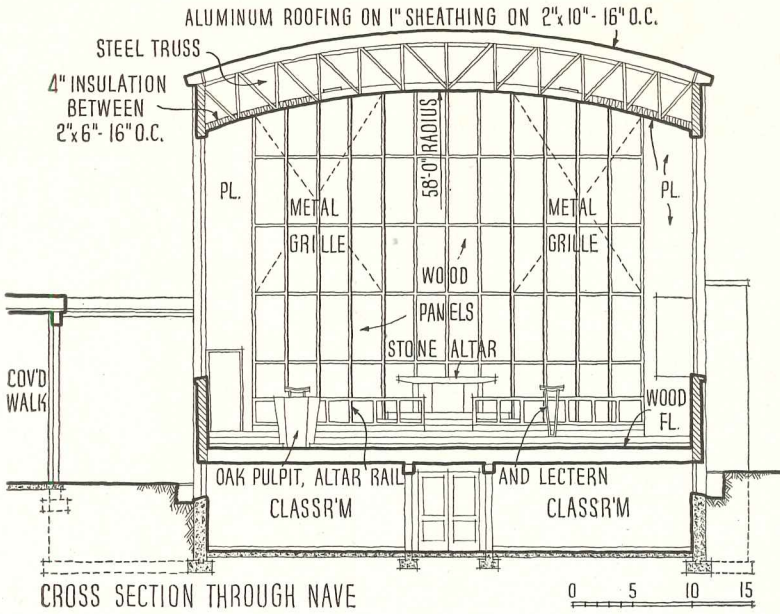 ALUMINUM ROOFING ON 1" SHEATHING ON 2"x 10"- 16" O.C.
STEEL TRUSS
4" INSULATION
BETWEEN
2"x 6"- 16" O.C.
58'-0" RADIUS
PL.
PL.
METAL
GRILLE
METAL
GRILLE
WOOD
PANELS
STONE ALTAR
COV'D
WALK
WOOD
FL.
OAK PULPIT, ALTAR RAIL AND LECTERN
CLASSR'M
CLASSR'M
CROSS SECTION THROUGH NAVE
0 5 10 15